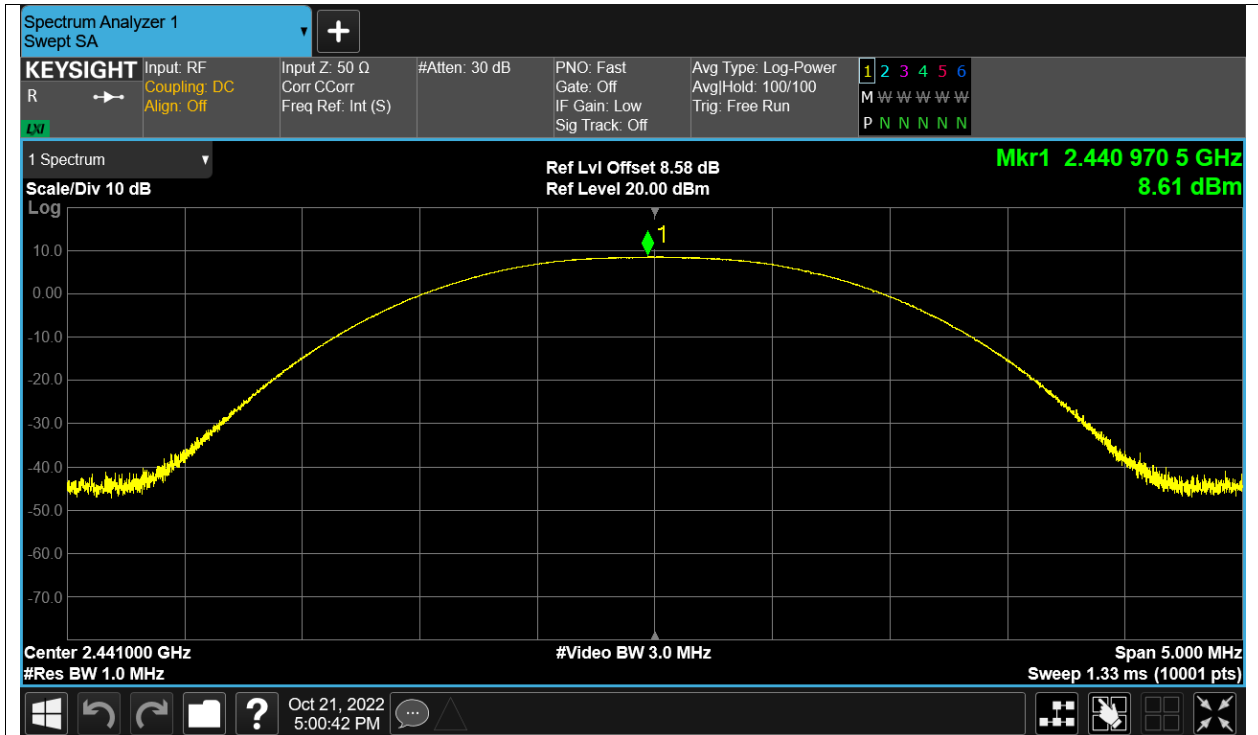 Spectrum Analyzer 1
Swept SA
+
KEYSIGHT
R
LXI
Input: RF
Coupling: DC
Align: Off
Input Z: 50 Ω
Corr CCorr
Freq Ref: Int (S)
#Atten: 30 dB
PNO: Fast
Gate: Off
IF Gain: Low
Sig Track: Off
Avg Type: Log-Power
Avg|Hold: 100/100
Trig: Free Run
1 2 3 4 5 6
M W W W W W
P N N N N N
1 Spectrum
Scale/Div 10 dB
Log
Ref Lvl Offset 8.58 dB
Ref Level 20.00 dBm
Mkr1 2.440 970 5 GHz
8.61 dBm
1
10.0
0.00
-10.0
-20.0
-30.0
-40.0
-50.0
-60.0
-70.0
Center 2.441000 GHz
#Res BW 1.0 MHz
#Video BW 3.0 MHz
Span 5.000 MHz
Sweep 1.33 ms (10001 pts)
?
Oct 21, 2022
5:00:42 PM